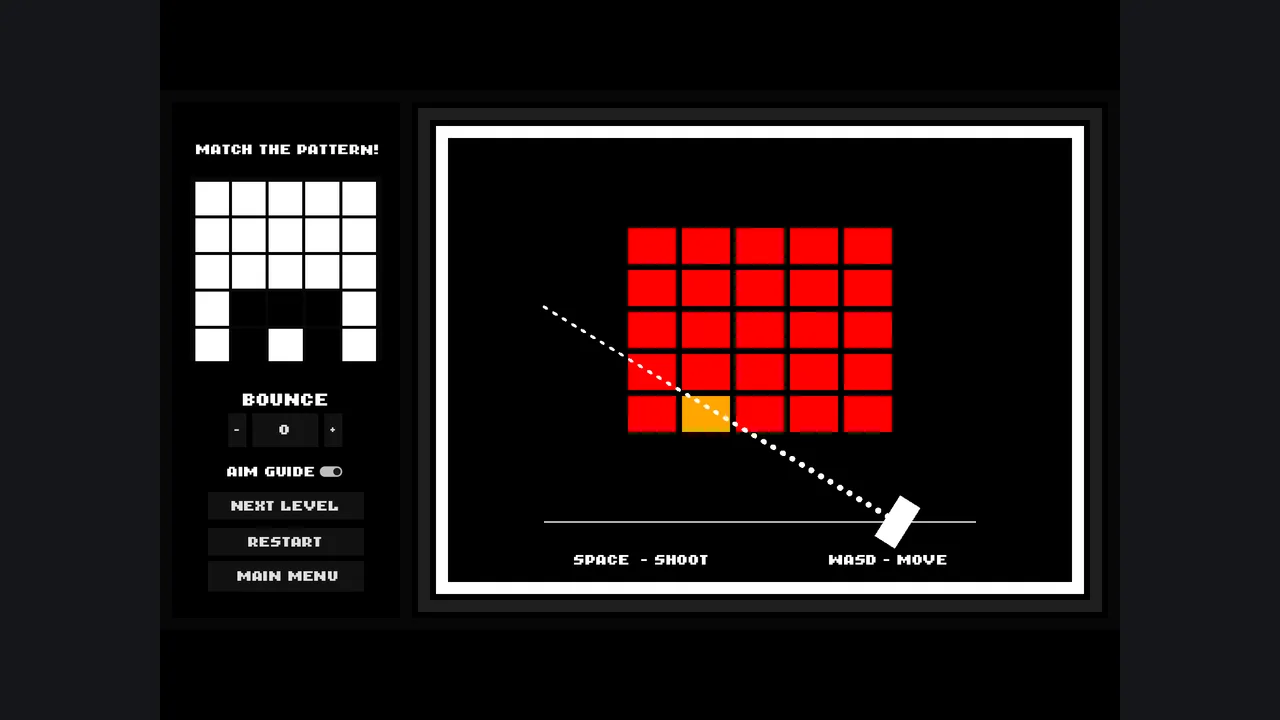 MATCH THE PATTERN!
BOUNCE
- 0 +
AIM GUIDE
NEXT LEVEL
RESTART
MAIN MENU
SPACE - SHOOT
WASD - MOVE